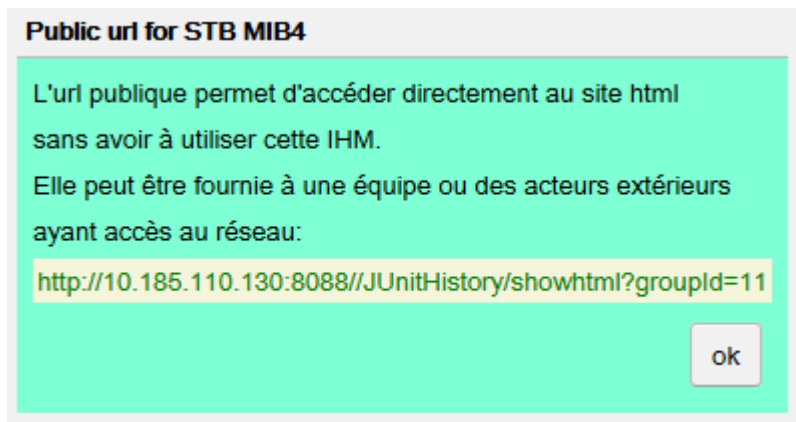 Public url for STB MIB4
L'url publique permet d'accéder directement au site html
sans avoir à utiliser cette IHM.
Elle peut être fournie à une équipe ou des acteurs extérieurs
ayant accès au réseau:
http://10.185.110.130:8088//JUnitHistory/showhtml?groupId=11
ok